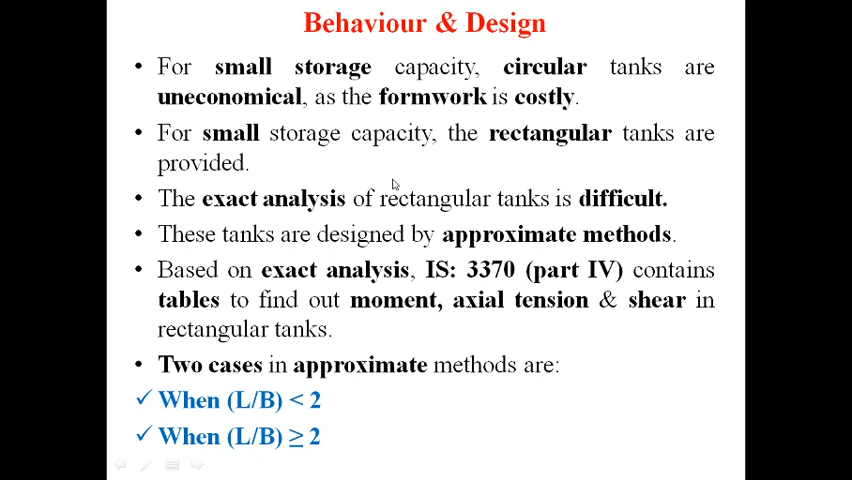 Behaviour & Design
• For small storage capacity, circular tanks are
uneconomical, as the formwork is costly.
• For small storage capacity, the rectangular tanks are
provided.
• The exact analysis of rectangular tanks is difficult.
• These tanks are designed by approximate methods.
• Based on exact analysis, IS: 3370 (part IV) contains
tables to find out moment, axial tension & shear in
rectangular tanks.
• Two cases in approximate methods are:
✓ When (L/B) < 2
✓ When (L/B) ≥ 2